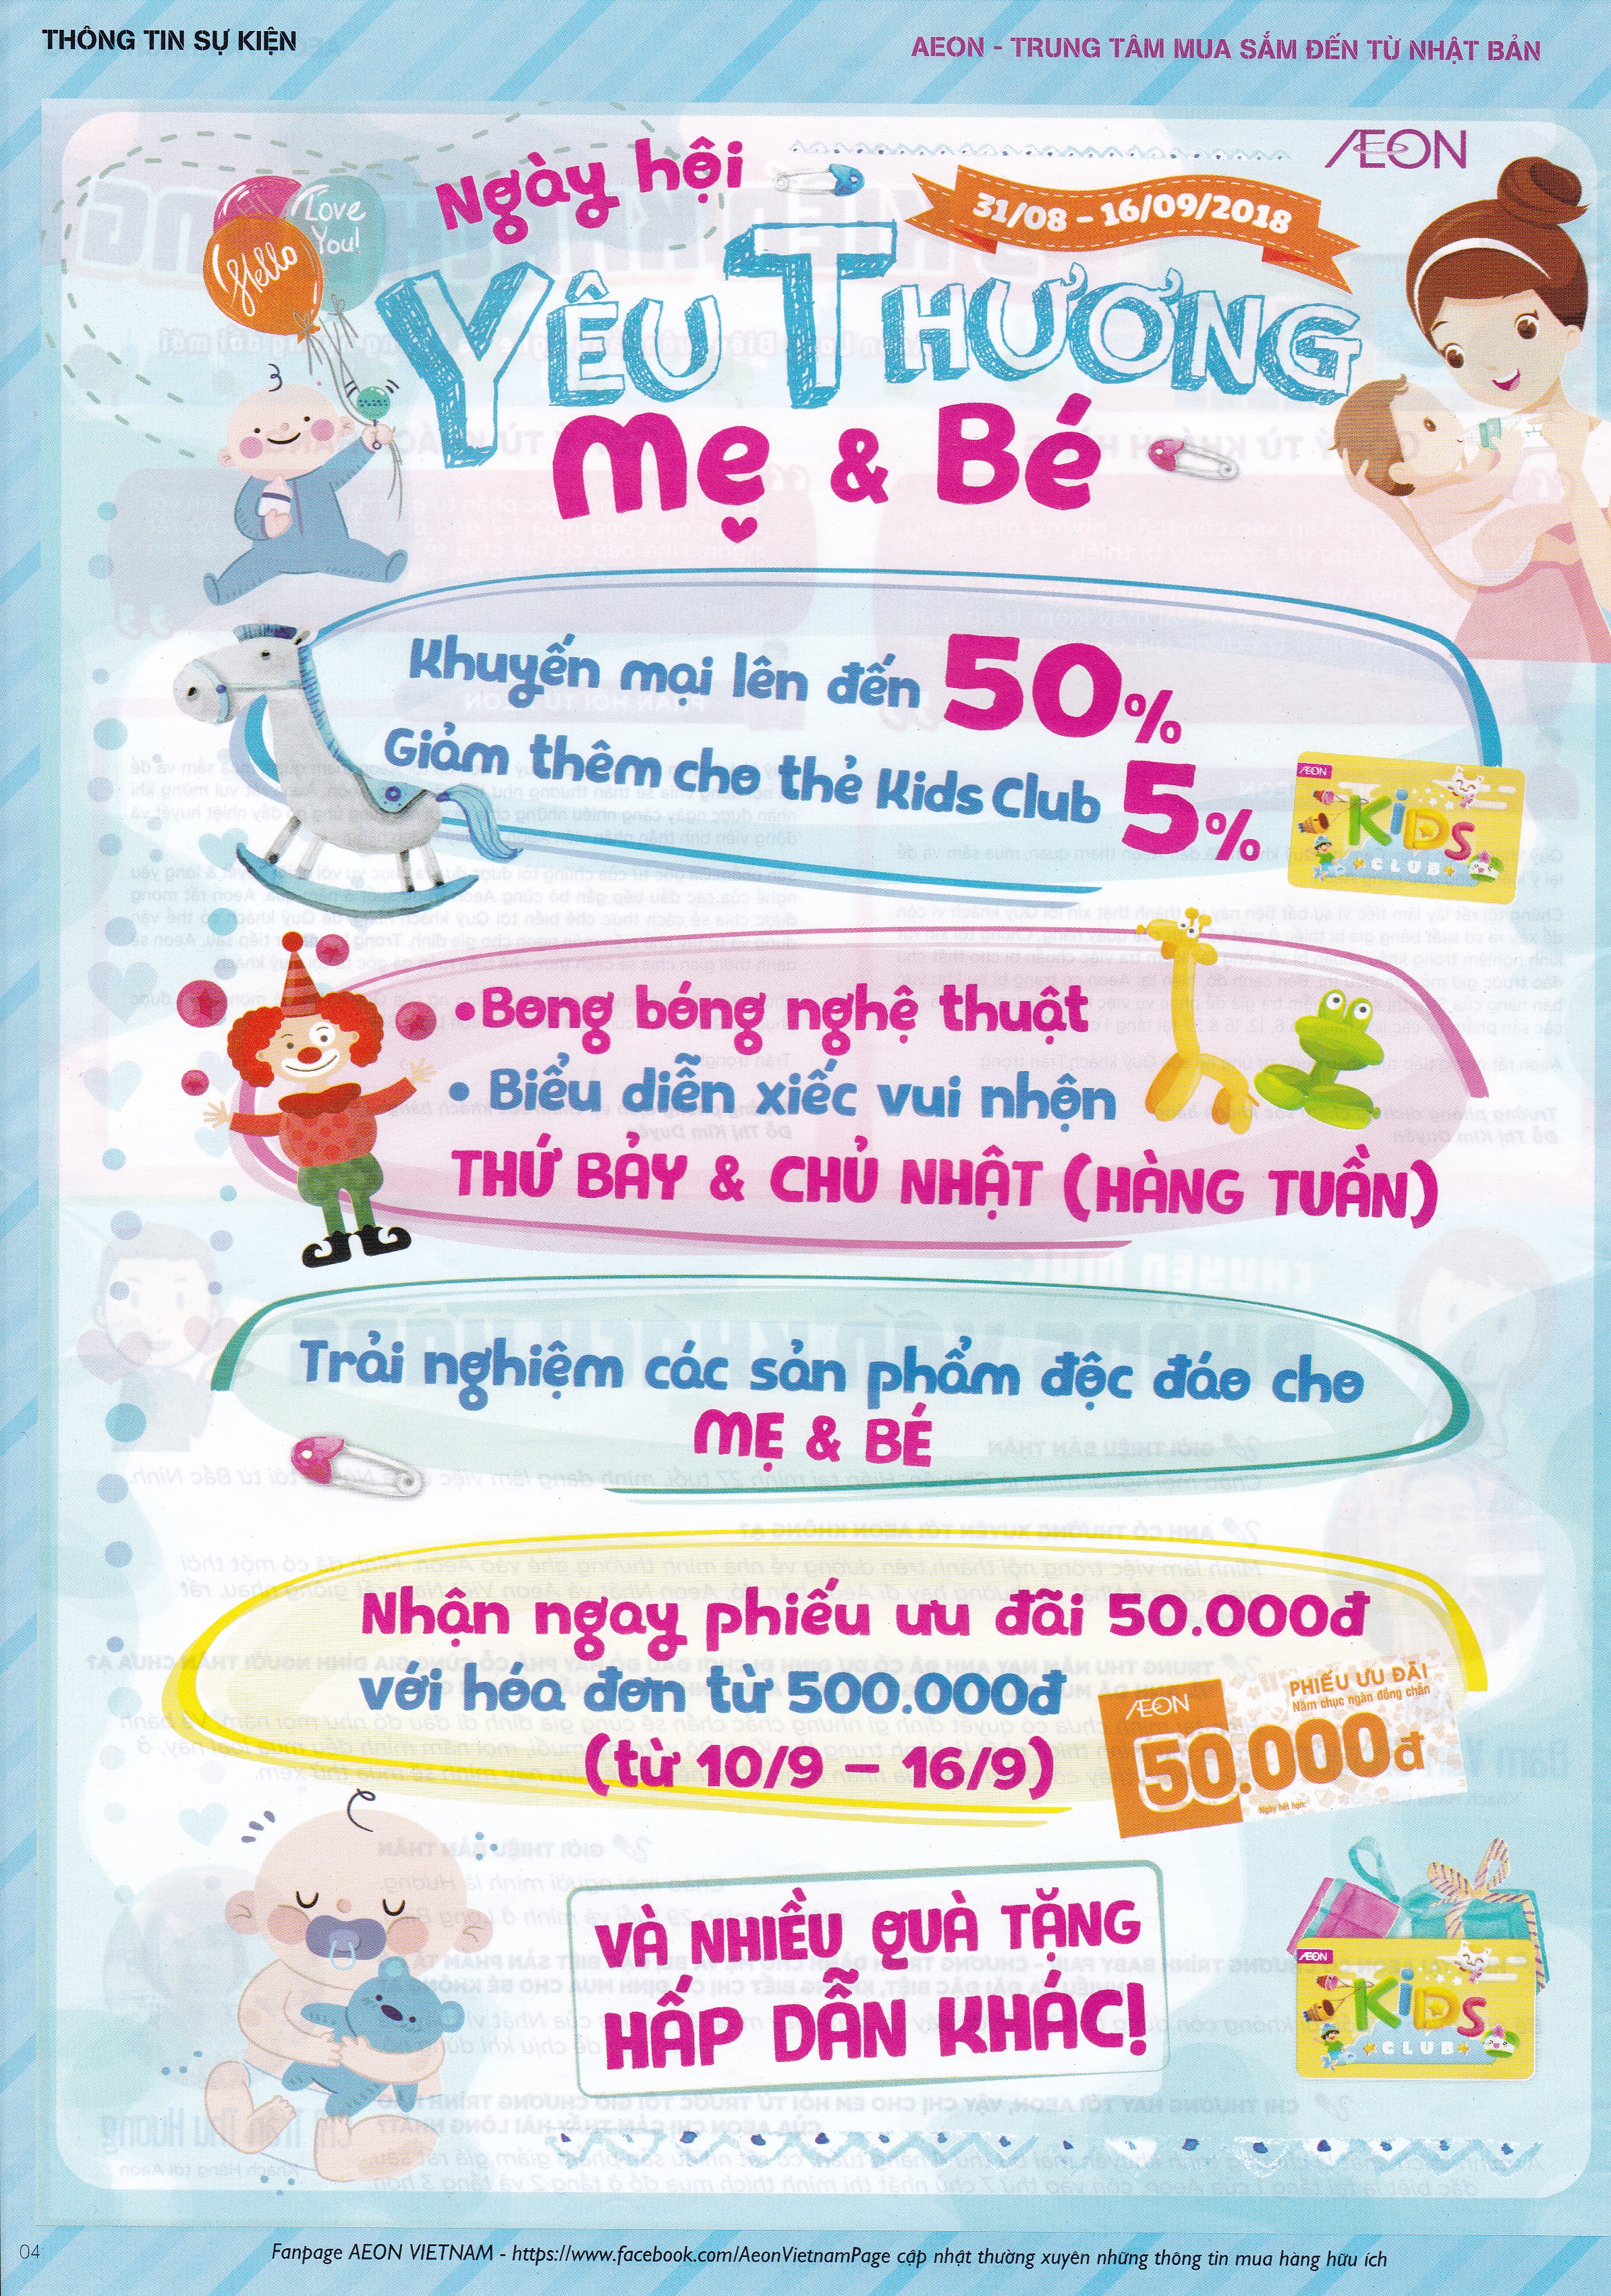 THÔNG TIN SỰ KIỆN
AEON - TRUNG TÂM MUA SẮM ĐẾN TỪ NHẬT BẢN
AEON
Ngày hội
31/08 - 16/09/2018
Love
You!
Hello
YÊU THƯƠNG
Mẹ & Bé
Khuyến mại lên đến 50%
Giảm thêm cho thẻ Kids Club 5%
AEON
KiDS
CLUB
• Bong bóng nghệ thuật
• Biểu diễn xiếc vui nhộn
THỨ BẢY & CHỦ NHẬT (HÀNG TUẦN)
Trải nghiệm các sản phẩm độc đáo cho
MẸ & BÉ
Nhận ngay phiếu ưu đãi 50.000đ
với hóa đơn từ 500.000đ
(từ 10/9 – 16/9)
AEON
PHIẾU ƯU ĐÃI
Năm chục ngàn đồng chẵn
50.000đ
Ngày hết hạn:
VÀ NHIỀU QUÀ TẶNG
HẤP DẪN KHÁC!
AEON
KiDS
CLUB
04
Fanpage AEON VIETNAM - https://www.facebook.com/AeonVietnamPage cập nhật thường xuyên những thông tin mua hàng hữu ích